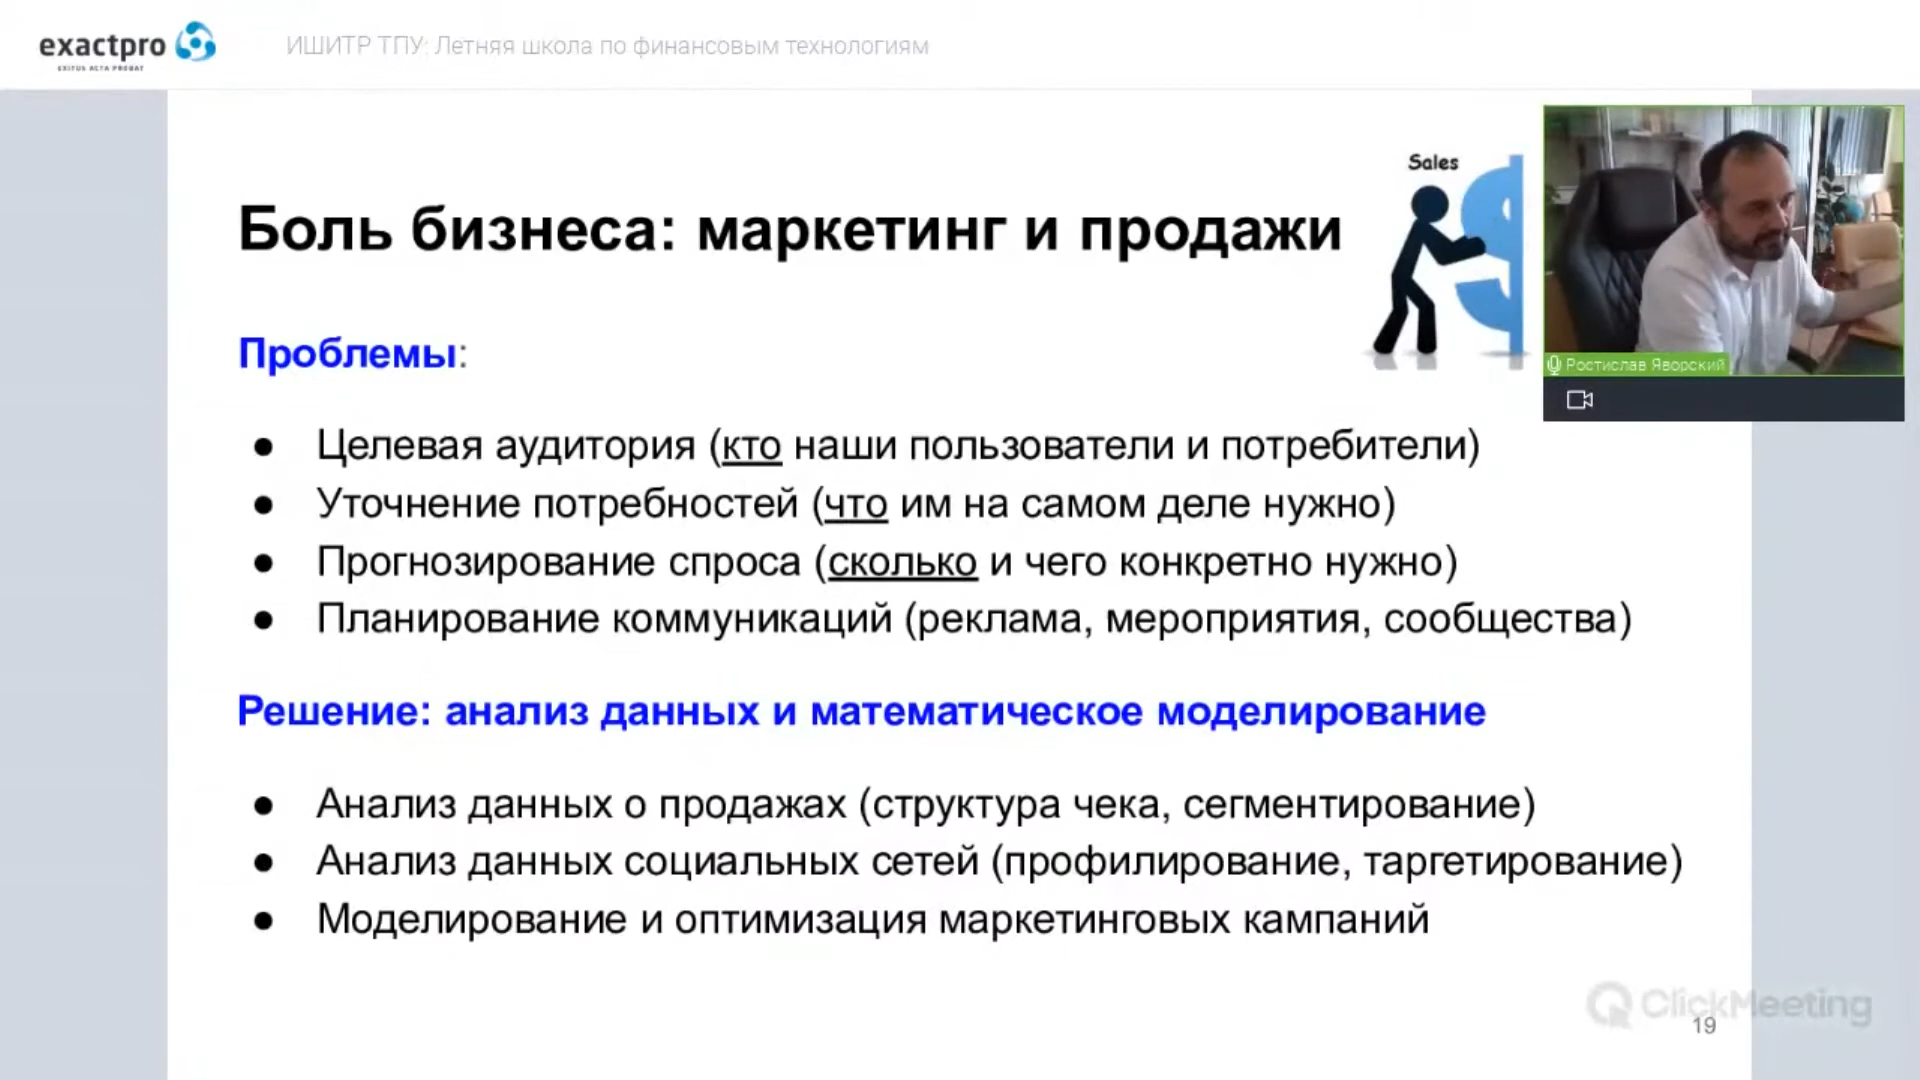 exactpro
EXITUS ACTA PROBAT
ИШИТР ТПУ: Летняя школа по финансовым технологиям
Sales
Боль бизнеса: маркетинг и продажи
Ростислав Яворский
Проблемы:
● Целевая аудитория (кто наши пользователи и потребители)
● Уточнение потребностей (что им на самом деле нужно)
● Прогнозирование спроса (сколько и чего конкретно нужно)
● Планирование коммуникаций (реклама, мероприятия, сообщества)
Решение: анализ данных и математическое моделирование
● Анализ данных о продажах (структура чека, сегментирование)
● Анализ данных социальных сетей (профилирование, таргетирование)
● Моделирование и оптимизация маркетинговых кампаний
ClickMeeting
19